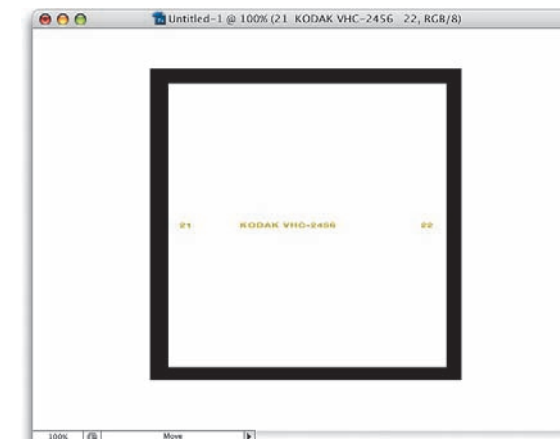 Untitled-1 @ 100% (21 KODAK VHC-2456 22, RGB/8)
21 KODAK VHC-2456 22
100% Move